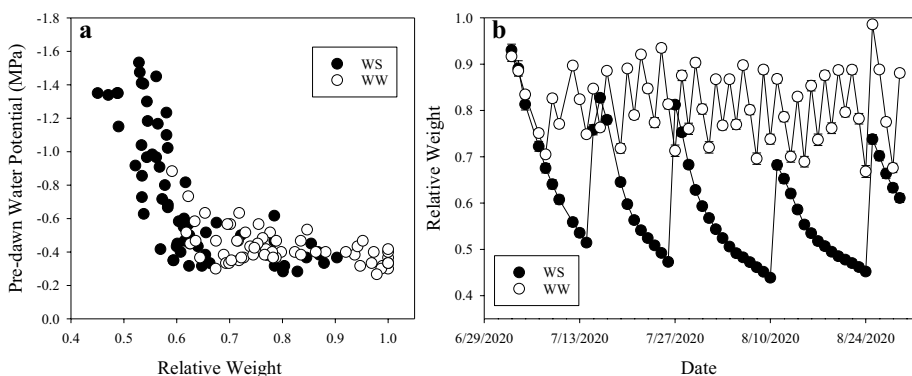 a
Pre-dawn Water Potential (MPa)
-1.8
-1.6
-1.4
-1.2
-1.0
-0.8
-0.6
-0.4
-0.2
0.0
WS
WW
0.4 0.5 0.6 0.7 0.8 0.9 1.0
Relative Weight
b
Relative Weight
1.0
0.9
0.8
0.7
0.6
0.5
0.4
WS
WW
6/29/2020 7/13/2020 7/27/2020 8/10/2020 8/24/2020
Date